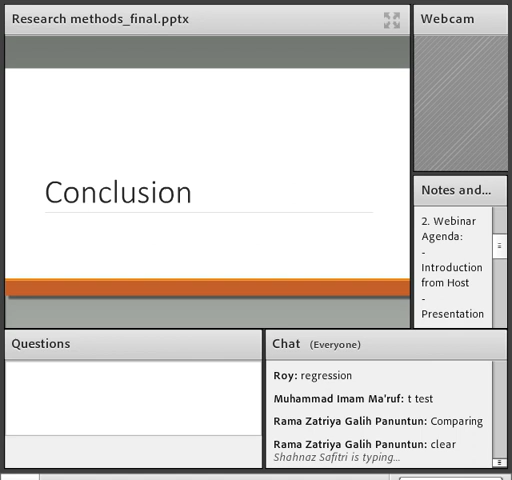 Research methods_final.pptx
Webcam
Conclusion
Notes and...
2. Webinar
Agenda:
-
Introduction
from Host
-
Presentation
Questions
Chat (Everyone)
Roy: regression
Muhammad Imam Ma'ruf: t test
Rama Zatriya Galih Panuntun: Comparing
Rama Zatriya Galih Panuntun: clear
Shahnaz Safitri is typing...